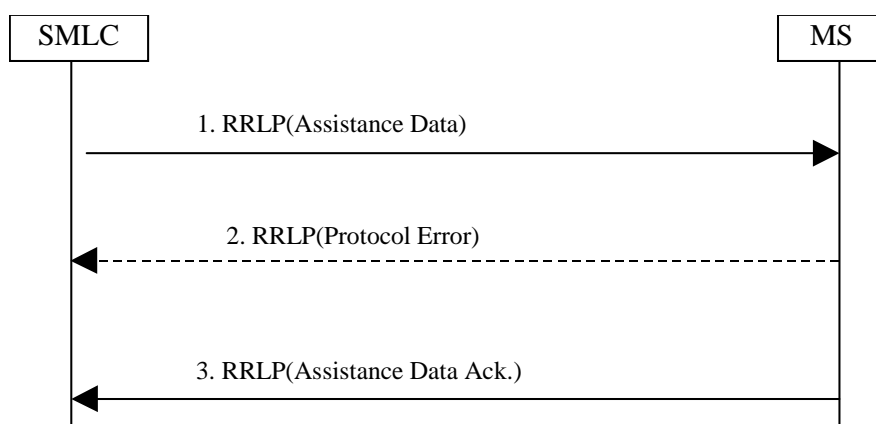 SMLC
MS
1. RRLP(Assistance Data)
2. RRLP(Protocol Error)
3. RRLP(Assistance Data Ack.)